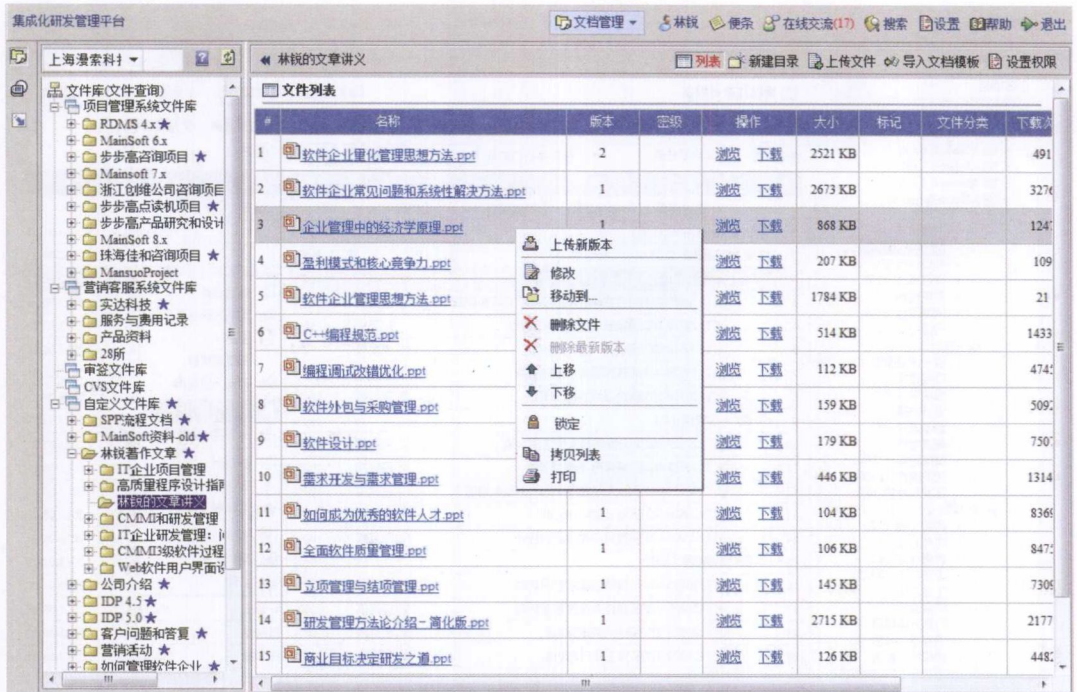 集成化研发管理平台
文档管理 林锐 便条 在线交流(17) 搜索 设置 帮助 退出
上海漫索科
林锐的文章讲义
列表 新建目录 上传文件 导入文档模板 设置权限
文件库(文件查询)
项目管理系统文件库
RDMS 4.x★
MainSoft 6.x
步步高咨询项目 ★
Mainsoft 7.x
浙江创维公司咨询项目
步步高点读机项目 ★
步步高产品研究和设计
MainSoft 8.x
珠海佳和咨询项目 ★
MansuoProject
营销客服系统文件库
实达科技 ★
服务与费用记录
产品资料
28所
审签文件库
CVS文件库
自定义文件库 ★
SPP流程文档 ★
MainSoft资料-old★
林锐著作文章 ★
IT企业项目管理
高质量程序设计指
林锐的文章讲义
CMMI和研发管理
IT企业研发管理：
CMMI3级软件过程
Web软件用户界面设
公司介绍 ★
IDP 4.5★
IDP 5.0★
客户问题和答复 ★
营销活动 ★
如何管理软件企业 ★
文件列表
# 名称 版本 密级 操作 大小 标记 文件分类 下载次
1 软件企业量化管理思想方法.ppt 2 浏览 下载 2521 KB 491
2 软件企业常见问题和系统性解决方法.ppt 1 浏览 下载 2673 KB 3276
3 企业管理中的经济学原理.ppt 1 浏览 下载 868 KB 124
4 盈利模式和核心竞争力.ppt 浏览 下载 207 KB 109
5 软件企业管理思想方法.ppt 浏览 下载 1784 KB 21
6 C++编程规范.ppt 浏览 下载 514 KB 1433
7 编程调试改错优化.ppt 浏览 下载 112 KB 474
8 软件外包与采购管理.ppt 浏览 下载 159 KB 5092
9 软件设计.ppt 浏览 下载 179 KB 7507
10 需求开发与需求管理.ppt 浏览 下载 446 KB 1314
11 如何成为优秀的软件人才.ppt 1 浏览 下载 104 KB 8369
12 全面软件质量管理.ppt 1 浏览 下载 106 KB 847
13 立项管理与结项管理.ppt 1 浏览 下载 145 KB 7309
14 研发管理方法论介绍－简化版.ppt 1 浏览 下载 2715 KB 2177
15 商业目标决定研发之道.ppt 1 浏览 下载 126 KB 4482
上传新版本
修改
移动到...
删除文件
删除最新版本
上移
下移
锁定
拷贝列表
打印